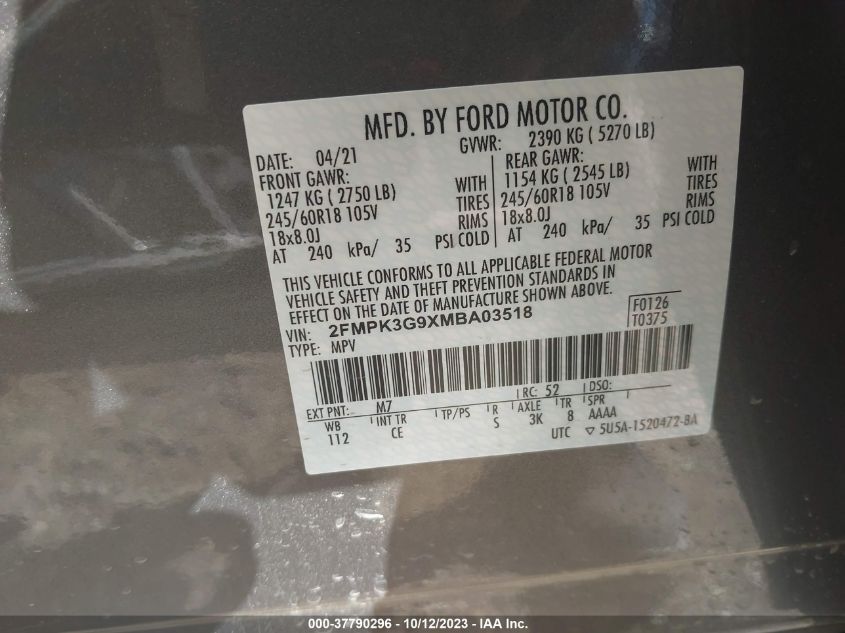 MFD. BY FORD MOTOR CO.
DATE: 04/21 GVWR: 2390 KG ( 5270 LB)
FRONT GAWR: REAR GAWR:
1247 KG ( 2750 LB) WITH 1154 KG ( 2545 LB) WITH
245/60R18 105V TIRES 245/60R18 105V TIRES
18x8.0J RIMS 18x8.0J RIMS
AT 240 kPa/ 35 PSI COLD AT 240 kPa/ 35 PSI COLD
THIS VEHICLE CONFORMS TO ALL APPLICABLE FEDERAL MOTOR
VEHICLE SAFETY AND THEFT PREVENTION STANDARDS IN
EFFECT ON THE DATE OF MANUFACTURE SHOWN ABOVE.
VIN: 2FMPK3G9XMBA03518 F0126
TYPE: MPV T0375
EXT PNT: M7 RC: 52 DSO:
WB INT TR TP/PS R AXLE TR SPR
112 CE S 3K 8 AAAA
UTC ▽ 5U5A-1520472-BA
000-37790296 - 10/12/2023 - IAA Inc.